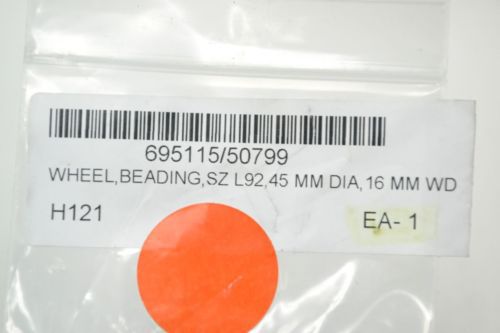 695115/50799
WHEEL,BEADING,SZ L92,45 MM DIA,16 MM WD
H121
EA- 1